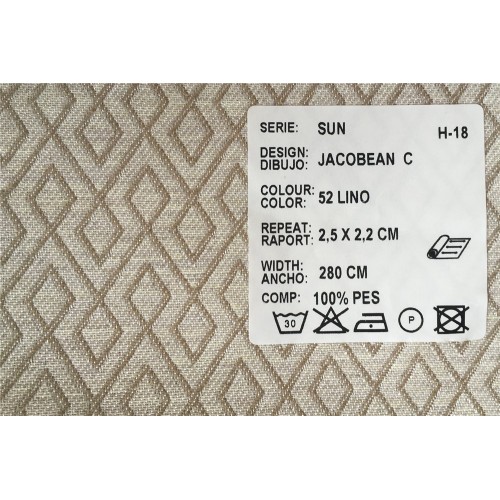 SERIE: SUN H-18
DESIGN:
DIBUJO: JACOBEAN C
COLOUR:
COLOR: 52 LINO
REPEAT:
RAPORT: 2,5 X 2,2 CM
WIDTH:
ANCHO: 280 CM
COMP: 100% PES
30 P